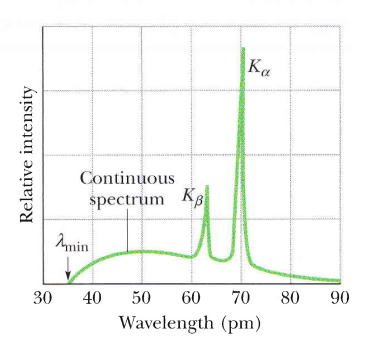 Relative intensity
Kα
Continuous
spectrum
Kβ
λmin
30 40 50 60 70 80 90
Wavelength (pm)